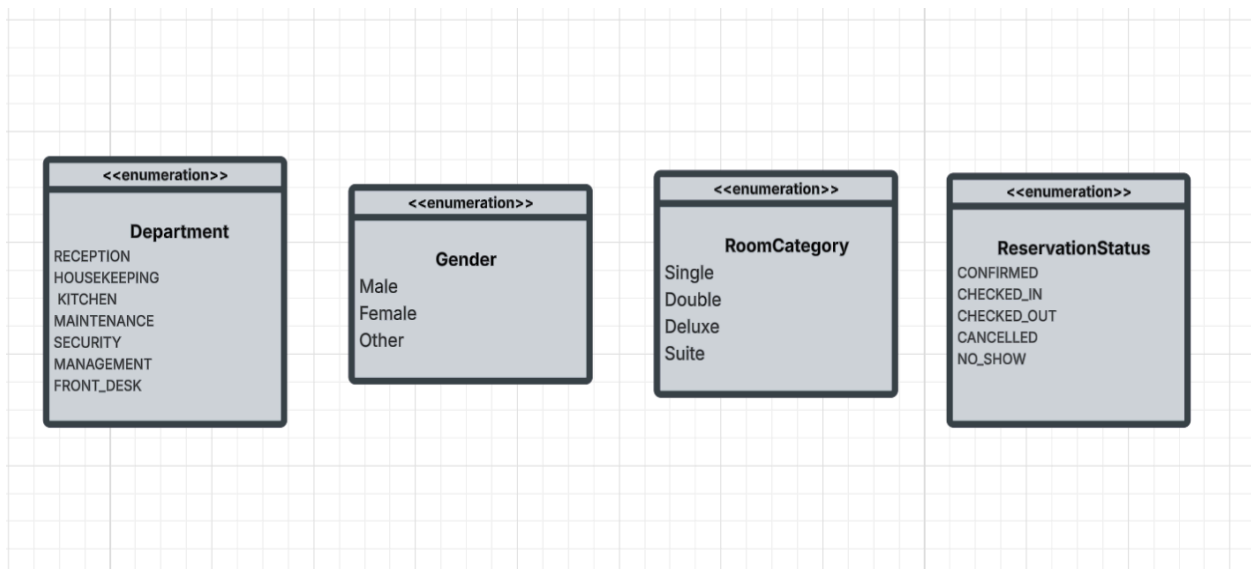 <<enumeration>>
Department
RECEPTION
HOUSEKEEPING
KITCHEN
MAINTENANCE
SECURITY
MANAGEMENT
FRONT_DESK
<<enumeration>>
Gender
Male
Female
Other
<<enumeration>>
RoomCategory
Single
Double
Deluxe
Suite
<<enumeration>>
ReservationStatus
CONFIRMED
CHECKED_IN
CHECKED_OUT
CANCELLED
NO_SHOW